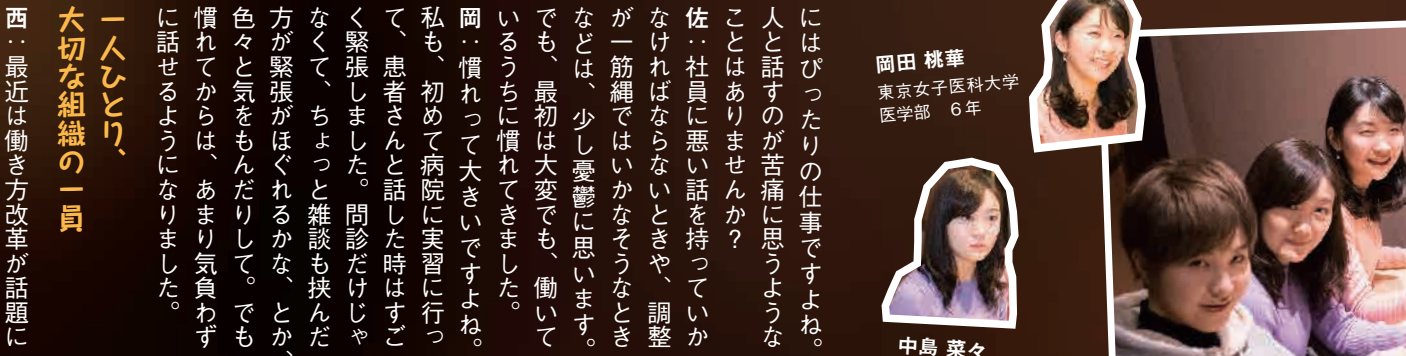 にはぴったりの仕事ですよね。
人と話すのが苦痛に思うような
ことはありませんか？
佐：社員に悪い話を持っていか
なければならないときや、調整
が一筋縄ではいかなそうなとき
などは、少し憂鬱に思います。
でも、最初は大変でも、働いて
いるうちに慣れてきました。
岡：慣れって大きいですよね。
私も、初めて病院に実習に行っ
て、患者さんと話した時はすご
く緊張しました。問診だけじゃ
なくて、ちょっと雑談も挟んだ
方が緊張がほぐれるかな、とか、
色々と気をもんだりして。でも
慣れてからは、あまり気負わず
に話せるようになりました。
一人ひとり、
大切な組織の一員
西：最近は働き方改革が話題に
岡田 桃華
東京女子医科大学
医学部　6年
中島 菜々